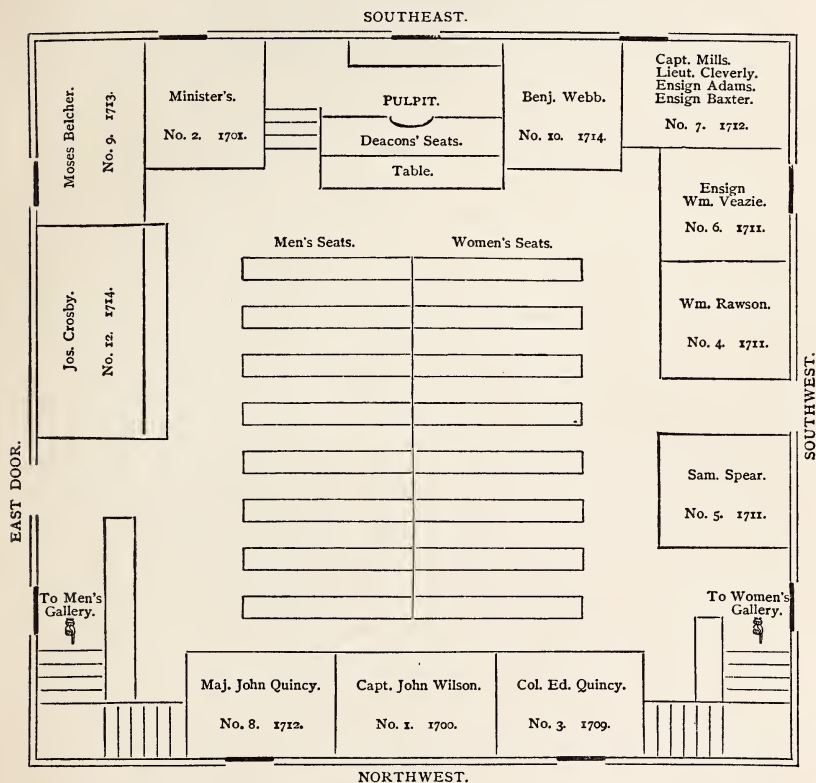 SOUTHEAST.
Moses Belcher.
No. 9. 1713.
Minister's.
No. 2. 1701.
PULPIT.
Deacons' Seats.
Table.
Benj. Webb.
No. 10. 1714.
Capt. Mills.
Lieut. Cleverly.
Ensign Adams.
Ensign Baxter.
No. 7. 1712.
Ensign
Wm. Veazie.
No. 6. 1711.
Men's Seats.
Women's Seats.
Jos. Crosby.
No. 12. 1714.
Wm. Rawson.
No. 4. 1711.
SOUTHWEST.
EAST DOOR.
Sam. Spear.
No. 5. 1711.
To Men's
Gallery.
To Women's
Gallery.
Maj. John Quincy.
No. 8. 1712.
Capt. John Wilson.
No. 1. 1700.
Col. Ed. Quincy.
No. 3. 1709.
NORTHWEST.